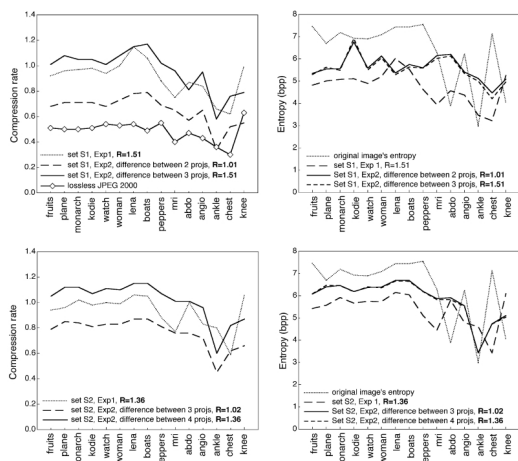 Compression rate
1.4
1.2
1.0
0.8
0.6
0.4
0.2
0.0
set S1, Exp1, R=1.51
set S1, Exp2, difference between 2 projs, R=1.01
set S1, Exp2, difference between 3 projs, R=1.51
lossless JPEG 2000
fruits
plane
monarch
kodie
watch
woman
lena
boats
peppers
mri
abdo
angio
ankle
chest
knee
Entropy (bpp)
8
7
6
5
4
3
2
1
0
original image's entropy
set S1, Exp 1, R=1.51
Set S1, Exp2, difference between 2 projs, R=1.01
Set S1, Exp2, difference between 3 projs, R=1.51
fruits
plane
monarch
kodie
watch
woman
lena
boats
peppers
mri
abdo
angio
ankle
chest
knee
Compression rate
1.4
1.2
1.0
0.8
0.6
0.4
0.2
0.0
set S2, Exp1, R=1.36
set S2, Exp2, difference between 3 projs, R=1.02
set S2, Exp2, difference between 4 projs, R=1.36
fruits
plane
monarch
kodie
watch
woman
lena
boats
peppers
mri
abdo
angio
ankle
chest
knee
Entropy (bpp)
8
7
6
5
4
3
2
1
0
original image's entropy
set S2, Exp 1, R=1.36
set S2, Exp2, difference between 3 projs, R=1.02
set S2, Exp2, difference between 4 projs, R=1.36
fruits
plane
monarch
kodie
watch
woman
lena
boats
peppers
mri
abdo
angio
ankle
chest
knee